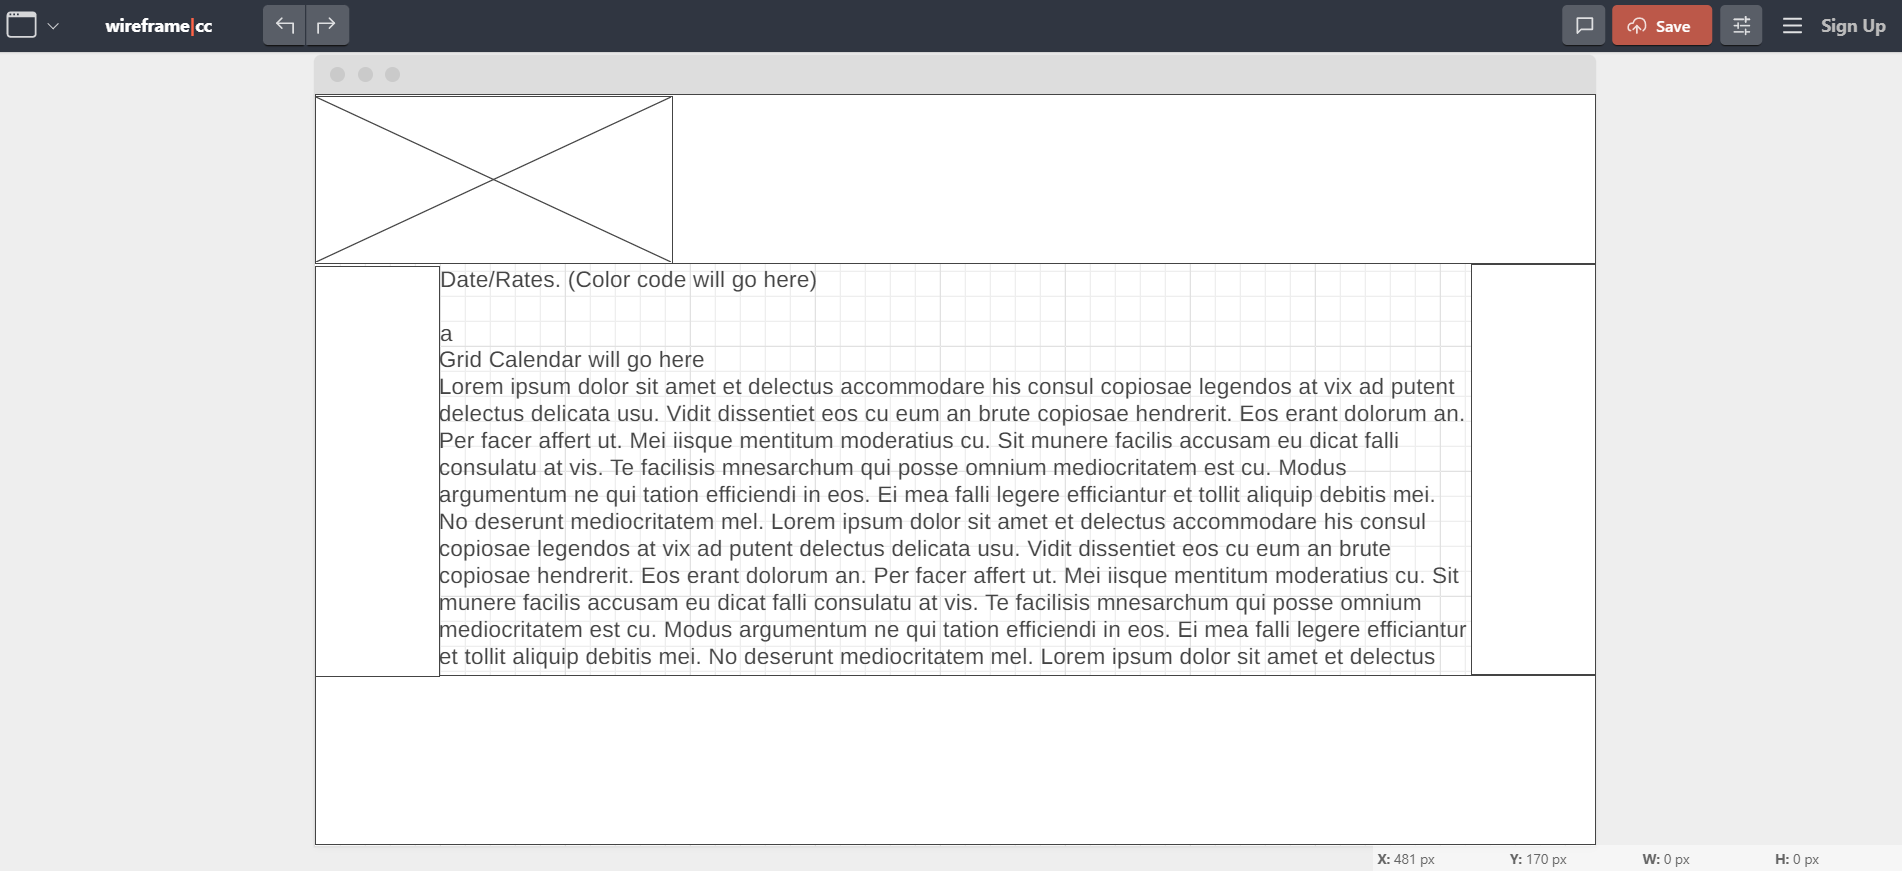 wireframe|cc
Save
Sign Up
Date/Rates. (Color code will go here)
a
Grid Calendar will go here
Lorem ipsum dolor sit amet et delectus accommodare his consul copiosae legendos at vix ad putent
delectus delicata usu. Vidit dissentiet eos cu eum an brute copiosae hendrerit. Eos erant dolorum an.
Per facer affert ut. Mei iisque mentitum moderatius cu. Sit munere facilis accusam eu dicat falli
consulatu at vis. Te facilisis mnesarchum qui posse omnium mediocritatem est cu. Modus
argumentum ne qui tation efficiendi in eos. Ei mea falli legere efficiantur et tollit aliquip debitis mei.
No deserunt mediocritatem mel. Lorem ipsum dolor sit amet et delectus accommodare his consul
copiosae legendos at vix ad putent delectus delicata usu. Vidit dissentiet eos cu eum an brute
copiosae hendrerit. Eos erant dolorum an. Per facer affert ut. Mei iisque mentitum moderatius cu. Sit
munere facilis accusam eu dicat falli consulatu at vis. Te facilisis mnesarchum qui posse omnium
mediocritatem est cu. Modus argumentum ne qui tation efficiendi in eos. Ei mea falli legere efficiantur
et tollit aliquip debitis mei. No deserunt mediocritatem mel. Lorem ipsum dolor sit amet et delectus
X: 481 px Y: 170 px W: 0 px H: 0 px